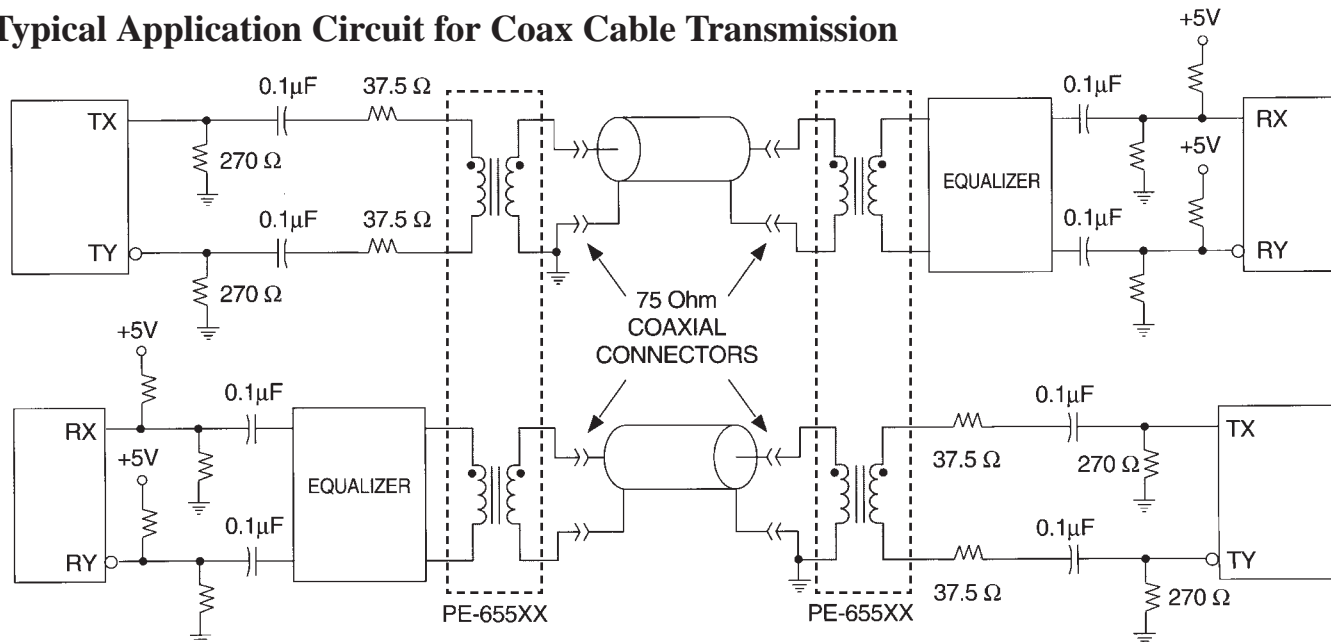 Typical Application Circuit for Coax Cable Transmission
+5V
0.1µF
37.5 Ω
0.1µF
TX
RX
270 Ω
+5V
EQUALIZER
0.1µF
37.5 Ω
0.1µF
TY
RY
270 Ω
75 Ohm
COAXIAL
CONNECTORS
+5V
0.1µF
0.1µF
RX
TX
+5V
37.5 Ω
270 Ω
EQUALIZER
0.1µF
0.1µF
RY
TY
37.5 Ω
270 Ω
PE-655XX
PE-655XX